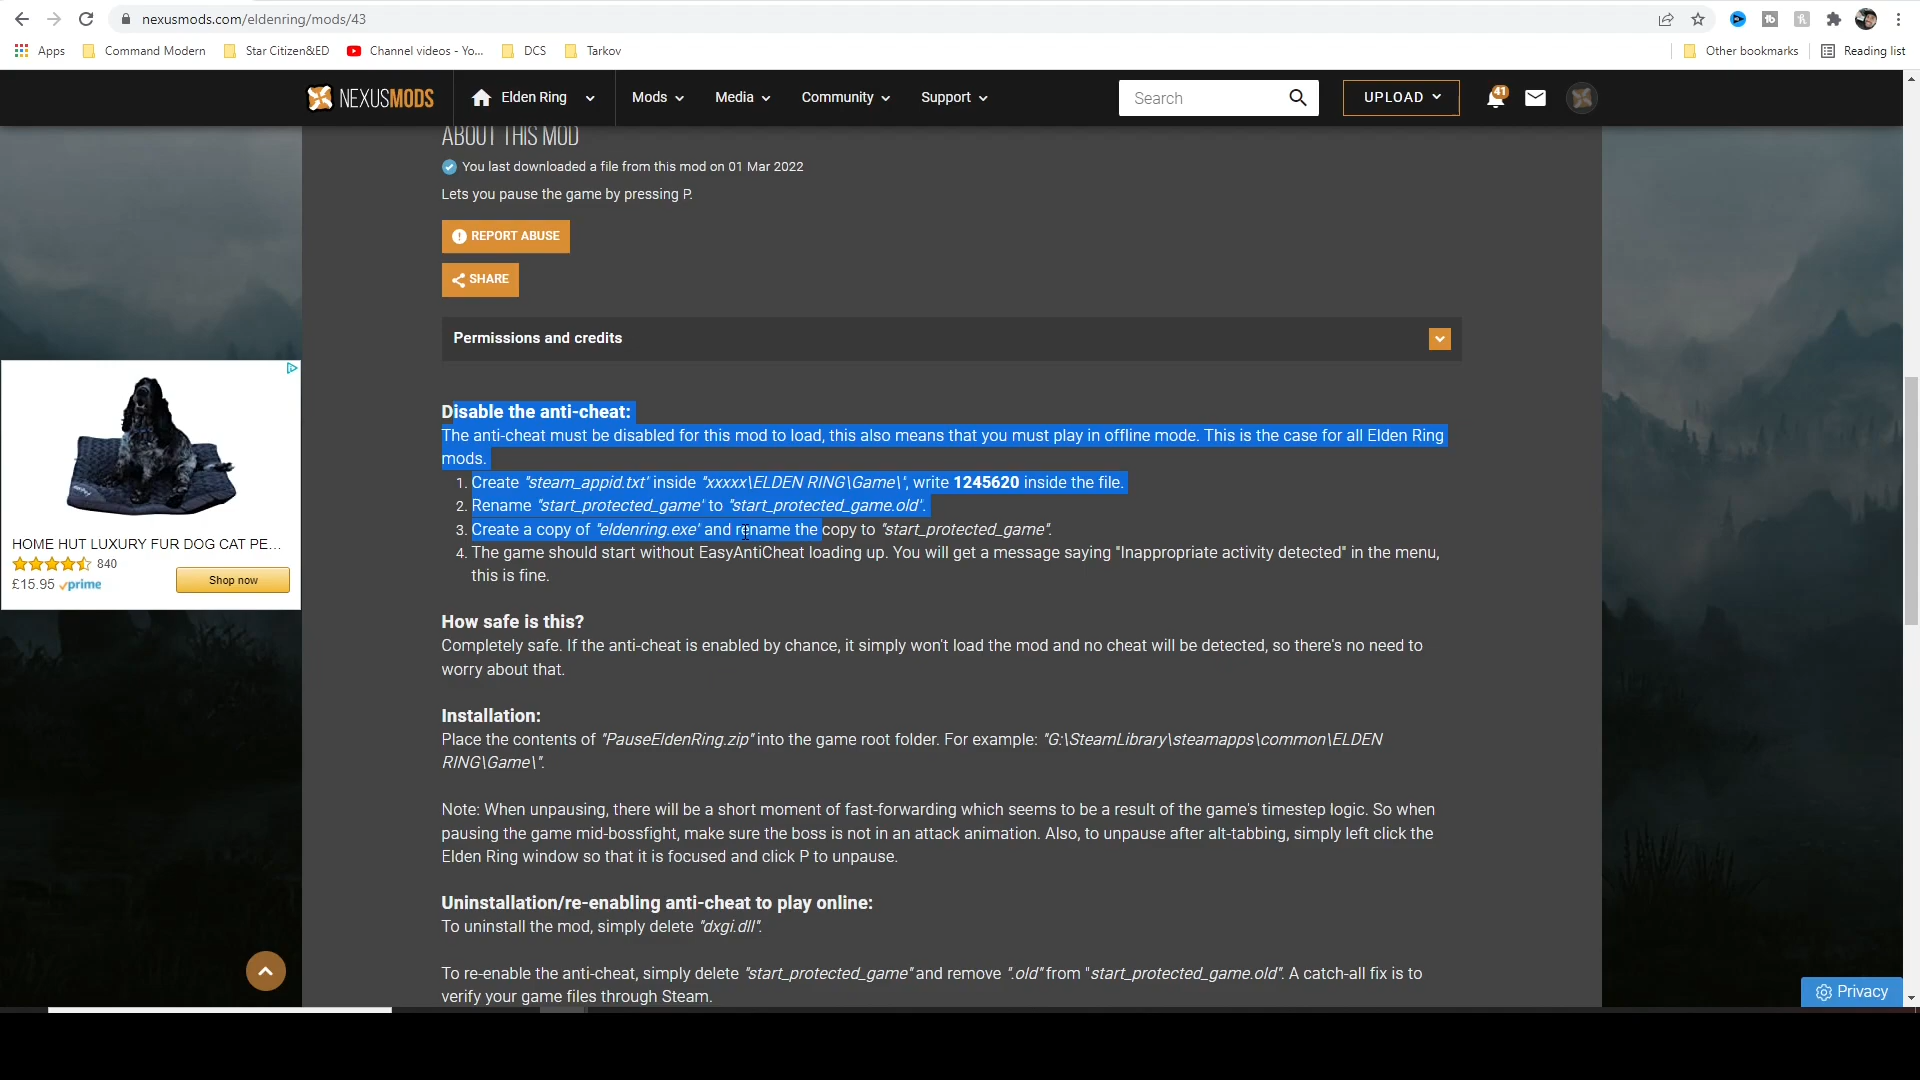 nexusmods.com/eldenring/mods/43
Apps Command Modern Star Citizen&ED Channel videos - Yo... DCS Tarkov Other bookmarks Reading list
NEXUSMODS Elden Ring Mods Media Community Support Search UPLOAD 41
ABOUT THIS MOD
You last downloaded a file from this mod on 01 Mar 2022
Lets you pause the game by pressing P.
REPORT ABUSE
SHARE
Permissions and credits
Disable the anti-cheat:
The anti-cheat must be disabled for this mod to load, this also means that you must play in offline mode. This is the case for all Elden Ring
mods.
1. Create "steam_appid.txt" inside "xxxxx\ELDEN RING\Game\", write 1245620 inside the file.
2. Rename "start_protected_game" to "start_protected_game.old".
3. Create a copy of "eldenring.exe" and rename the copy to "start_protected_game".
4. The game should start without EasyAntiCheat loading up. You will get a message saying "Inappropriate activity detected" in the menu,
this is fine.
How safe is this?
Completely safe. If the anti-cheat is enabled by chance, it simply won't load the mod and no cheat will be detected, so there's no need to
worry about that.
Installation:
Place the contents of "PauseEldenRing.zip" into the game root folder. For example: "G:\SteamLibrary\steamapps\common\ELDEN
RING\Game\".
Note: When unpausing, there will be a short moment of fast-forwarding which seems to be a result of the game's timestep logic. So when
pausing the game mid-bossfight, make sure the boss is not in an attack animation. Also, to unpause after alt-tabbing, simply left click the
Elden Ring window so that it is focused and click P to unpause.
Uninstallation/re-enabling anti-cheat to play online:
To uninstall the mod, simply delete "dxgi.dll".
To re-enable the anti-cheat, simply delete "start_protected_game" and remove ".old" from "start_protected_game.old". A catch-all fix is to
verify your game files through Steam.
HOME HUT LUXURY FUR DOG CAT PE...
840
£15.95 prime Shop now
Privacy